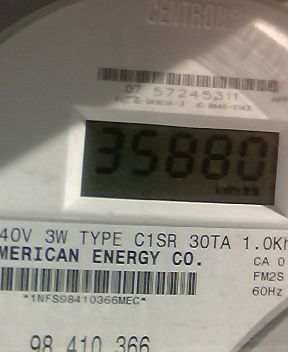 CENTRON®
07 57245311
35880
kWh
40V 3W TYPE C1SR 30TA 1.0Kh
MERICAN ENERGY CO.
CA 0
FM2S
*1NFS98410366MEC*
60Hz
98 410 366